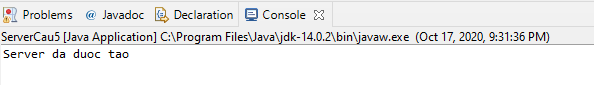 Problems @ Javadoc Declaration Console
ServerCau5 [Java Application] C:\Program Files\Java\jdk-14.0.2\bin\javaw.exe (Oct 17, 2020, 9:31:36 PM)
Server da duoc tao